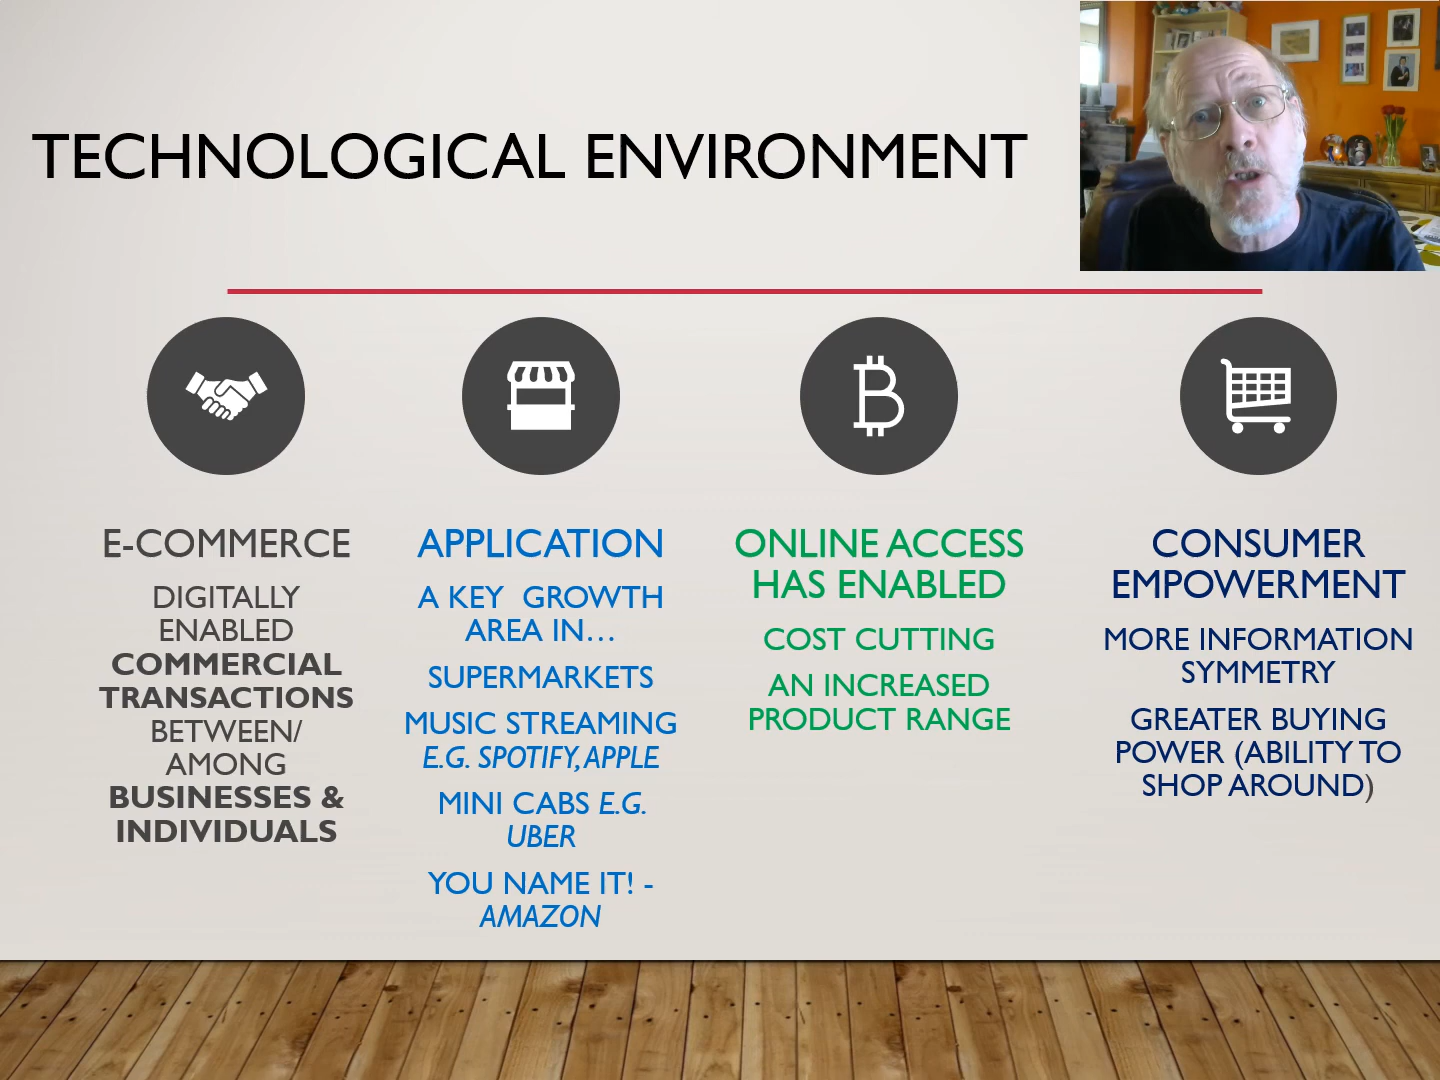 TECHNOLOGICAL ENVIRONMENT
E-COMMERCE
DIGITALLY
ENABLED
COMMERCIAL
TRANSACTIONS
BETWEEN/
AMONG
BUSINESSES &
INDIVIDUALS
APPLICATION
A KEY GROWTH
AREA IN...
SUPERMARKETS
MUSIC STREAMING
E.G. SPOTIFY, APPLE
MINI CABS E.G.
UBER
YOU NAME IT! -
AMAZON
ONLINE ACCESS
HAS ENABLED
COST CUTTING
AN INCREASED
PRODUCT RANGE
CONSUMER
EMPOWERMENT
MORE INFORMATION
SYMMETRY
GREATER BUYING
POWER (ABILITY TO
SHOP AROUND)